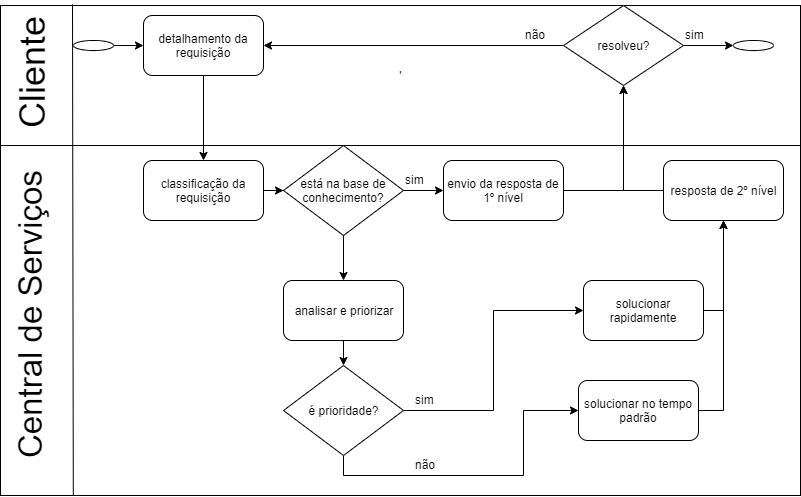 Cliente
detalhamento da
requisição
não
resolveu?
sim
Central de Serviços
classificação da
requisição
está na base de
conhecimento?
sim
envio da resposta de
1º nível
resposta de 2º nível
analisar e priorizar
solucionar
rapidamente
é prioridade?
sim
solucionar no tempo
padrão
não